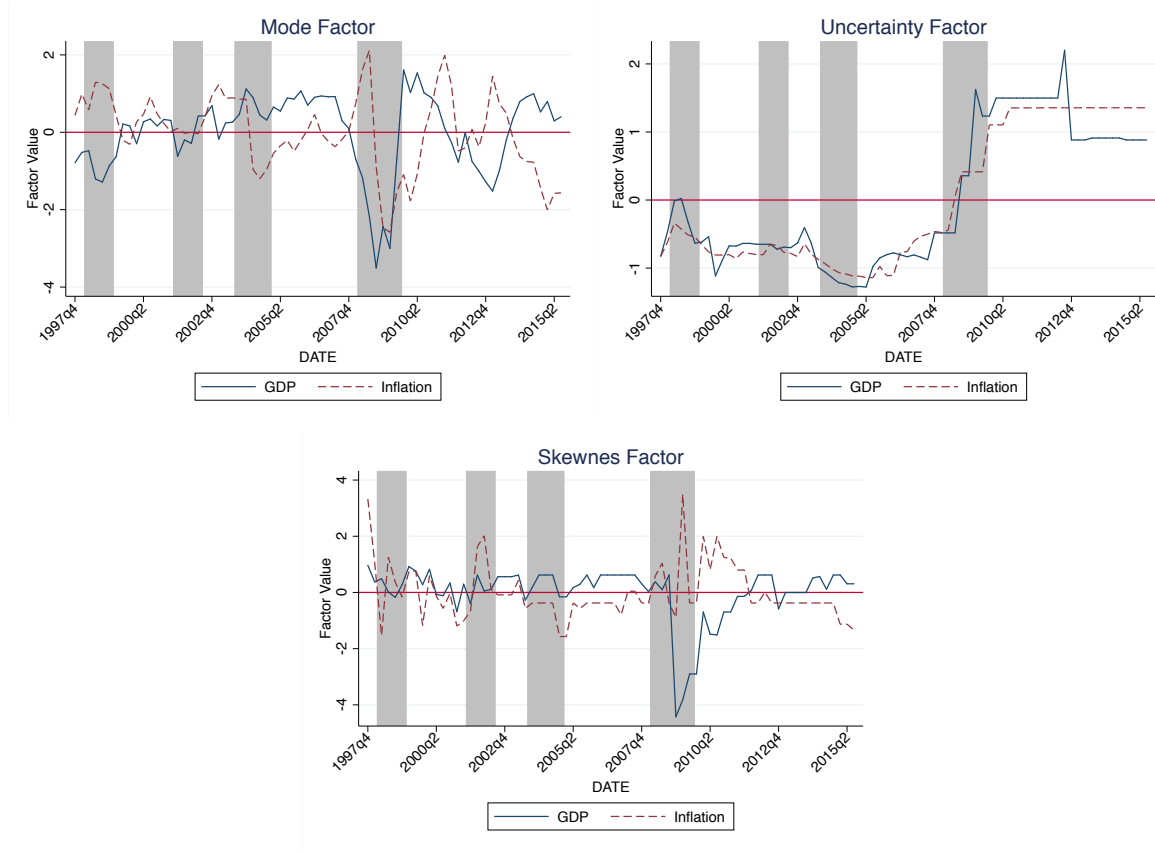 Mode Factor
Factor Value
2
0
-2
-4
1997q4
2000q2
2002q4
2005q2
2007q4
2010q2
2012q4
2015q2
DATE
GDP
Inflation
Uncertainty Factor
Factor Value
2
1
0
-1
1997q4
2000q2
2002q4
2005q2
2007q4
2010q2
2012q4
2015q2
DATE
GDP
Inflation
Skewnes Factor
Factor Value
4
2
0
-2
-4
1997q4
2000q2
2002q4
2005q2
2007q4
2010q2
2012q4
2015q2
DATE
GDP
Inflation